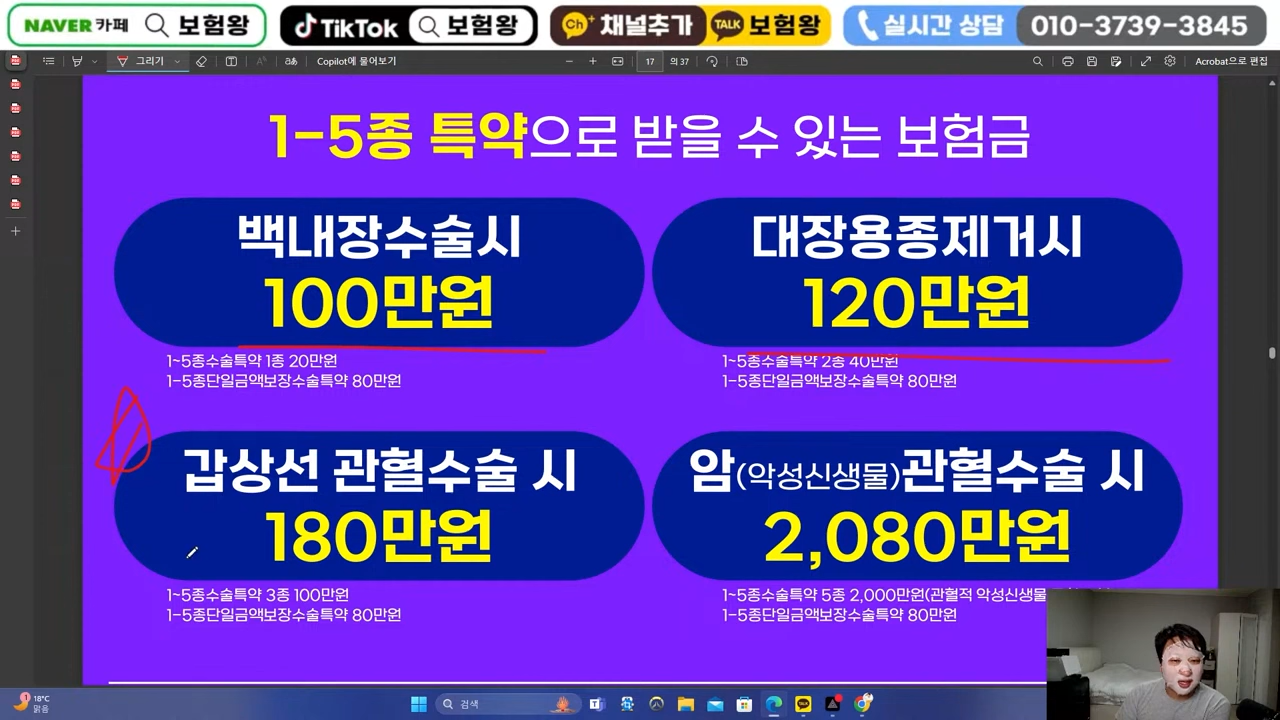 NAVER 카페 보험왕 TikTok 보험왕 Ch+ 채널추가 TALK 보험왕 실시간 상담 010-3739-3845
그리기 Copilot에 물어보기 17 의 37 Acrobat으로 편집
1-5종 특약으로 받을 수 있는 보험금
백내장수술시
100만원
1~5종수술특약 1종 20만원
1-5종단일금액보장수술특약 80만원
대장용종제거시
120만원
1~5종수술특약 2종 40만원
1-5종단일금액보장수술특약 80만원
갑상선 관혈수술 시
180만원
1~5종수술특약 3종 100만원
1-5종단일금액보장수술특약 80만원
암(악성신생물)관혈수술 시
2,080만원
1~5종수술특약 5종 2,000만원(관혈적 악성신생물
1-5종단일금액보장수술특약 80만원
1 18°C
맑음
검색